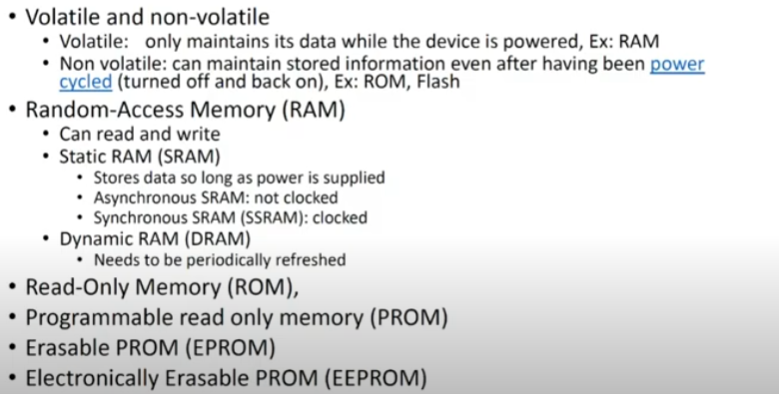 • Volatile and non-volatile
• Volatile: only maintains its data while the device is powered, Ex: RAM
• Non volatile: can maintain stored information even after having been power
cycled (turned off and back on), Ex: ROM, Flash
• Random-Access Memory (RAM)
• Can read and write
• Static RAM (SRAM)
• Stores data so long as power is supplied
• Asynchronous SRAM: not clocked
• Synchronous SRAM (SSRAM): clocked
• Dynamic RAM (DRAM)
• Needs to be periodically refreshed
• Read-Only Memory (ROM),
• Programmable read only memory (PROM)
• Erasable PROM (EPROM)
• Electronically Erasable PROM (EEPROM)